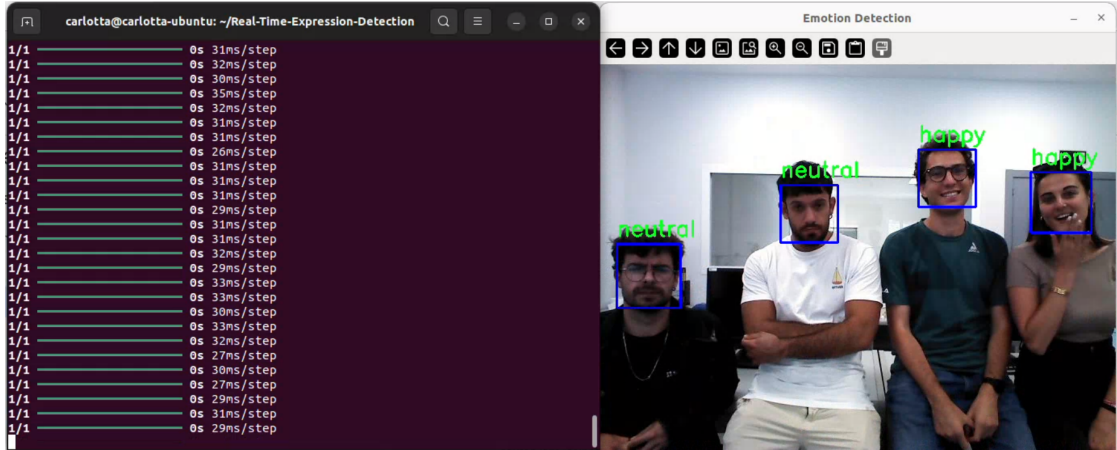 carlotta@carlotta-ubuntu: ~/Real-Time-Expression-Detection
1/1 0s 31ms/step
1/1 0s 32ms/step
1/1 0s 30ms/step
1/1 0s 35ms/step
1/1 0s 32ms/step
1/1 0s 31ms/step
1/1 0s 31ms/step
1/1 0s 26ms/step
1/1 0s 31ms/step
1/1 0s 31ms/step
1/1 0s 31ms/step
1/1 0s 29ms/step
1/1 0s 31ms/step
1/1 0s 31ms/step
1/1 0s 32ms/step
1/1 0s 29ms/step
1/1 0s 33ms/step
1/1 0s 33ms/step
1/1 0s 30ms/step
1/1 0s 33ms/step
1/1 0s 32ms/step
1/1 0s 27ms/step
1/1 0s 30ms/step
1/1 0s 27ms/step
1/1 0s 29ms/step
1/1 0s 31ms/step
1/1 0s 29ms/step
Emotion Detection
happy
happy
neutral
neutral